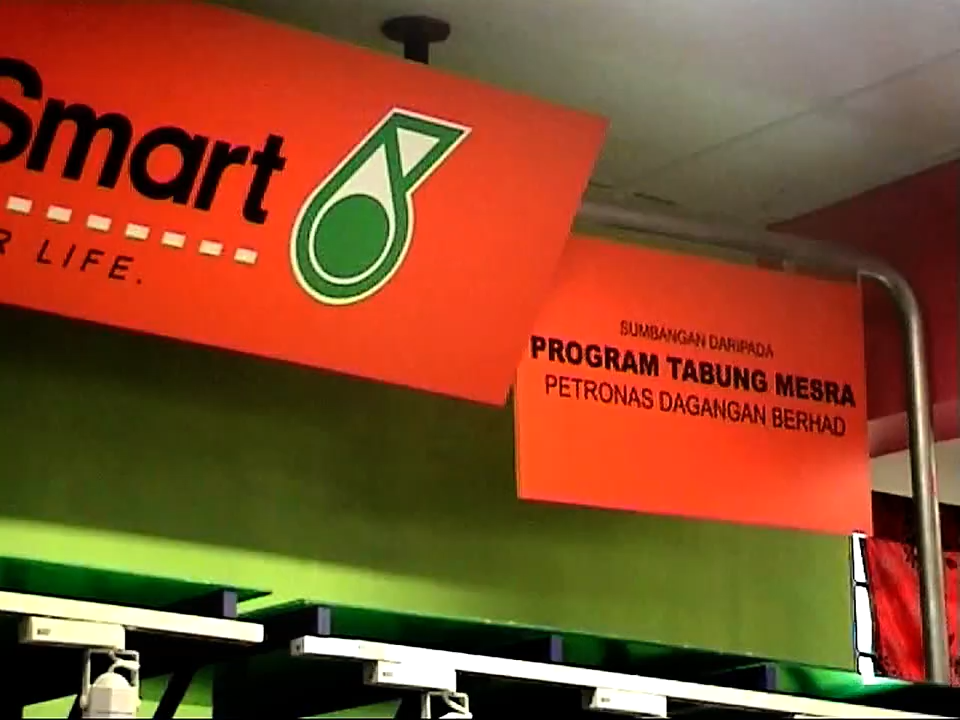 Smart
R LIFE.
SUMBANGAN DARIPADA
PROGRAM TABUNG MESRA
PETRONAS DAGANGAN BERHAD